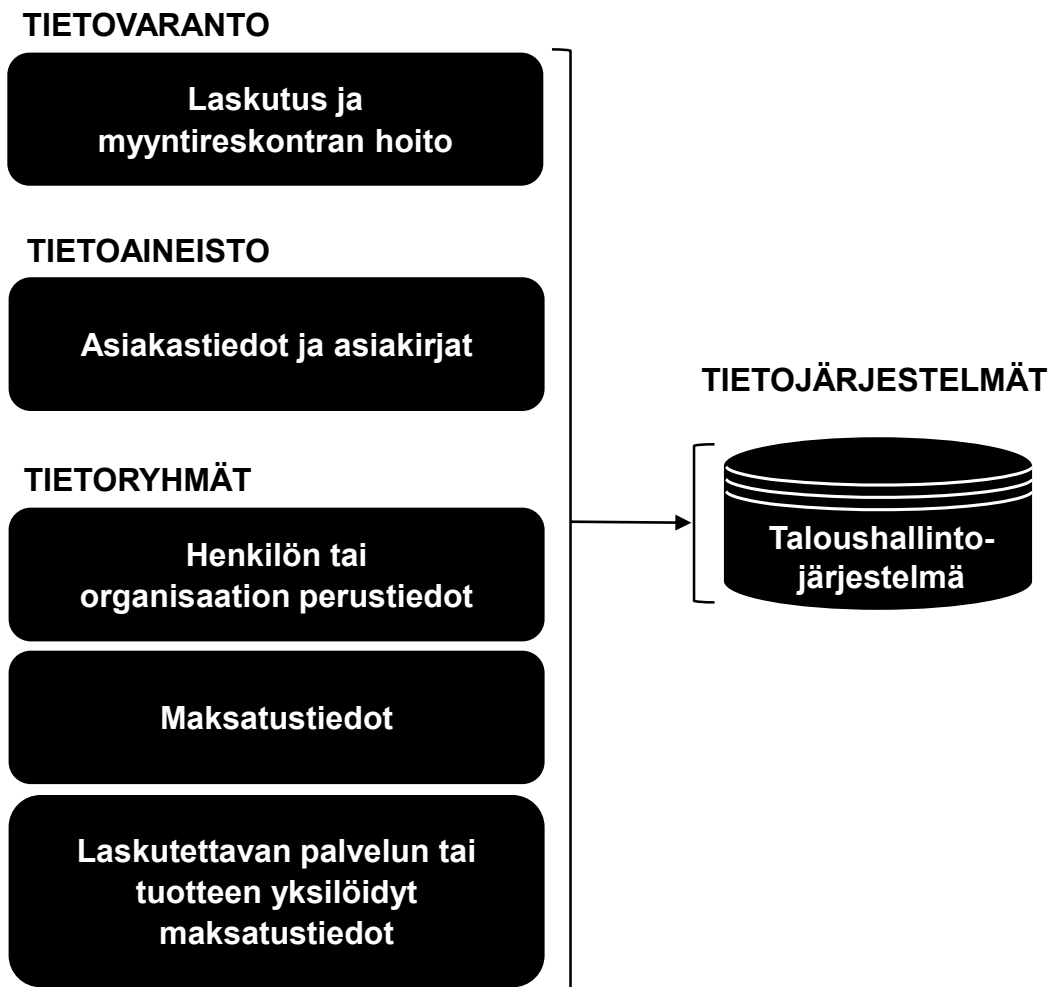 TIETOVARANTO
Laskutus ja
myyntireskontran hoito
TIETOAINEISTO
Asiakastiedot ja asiakirjat
TIETORYHMÄT
Henkilön tai
organisaation perustiedot
Maksatustiedot
Laskutettavan palvelun tai
tuotteen yksilöidyt
maksatustiedot
TIETOJÄRJESTELMÄT
Taloushallinto-
järjestelmä